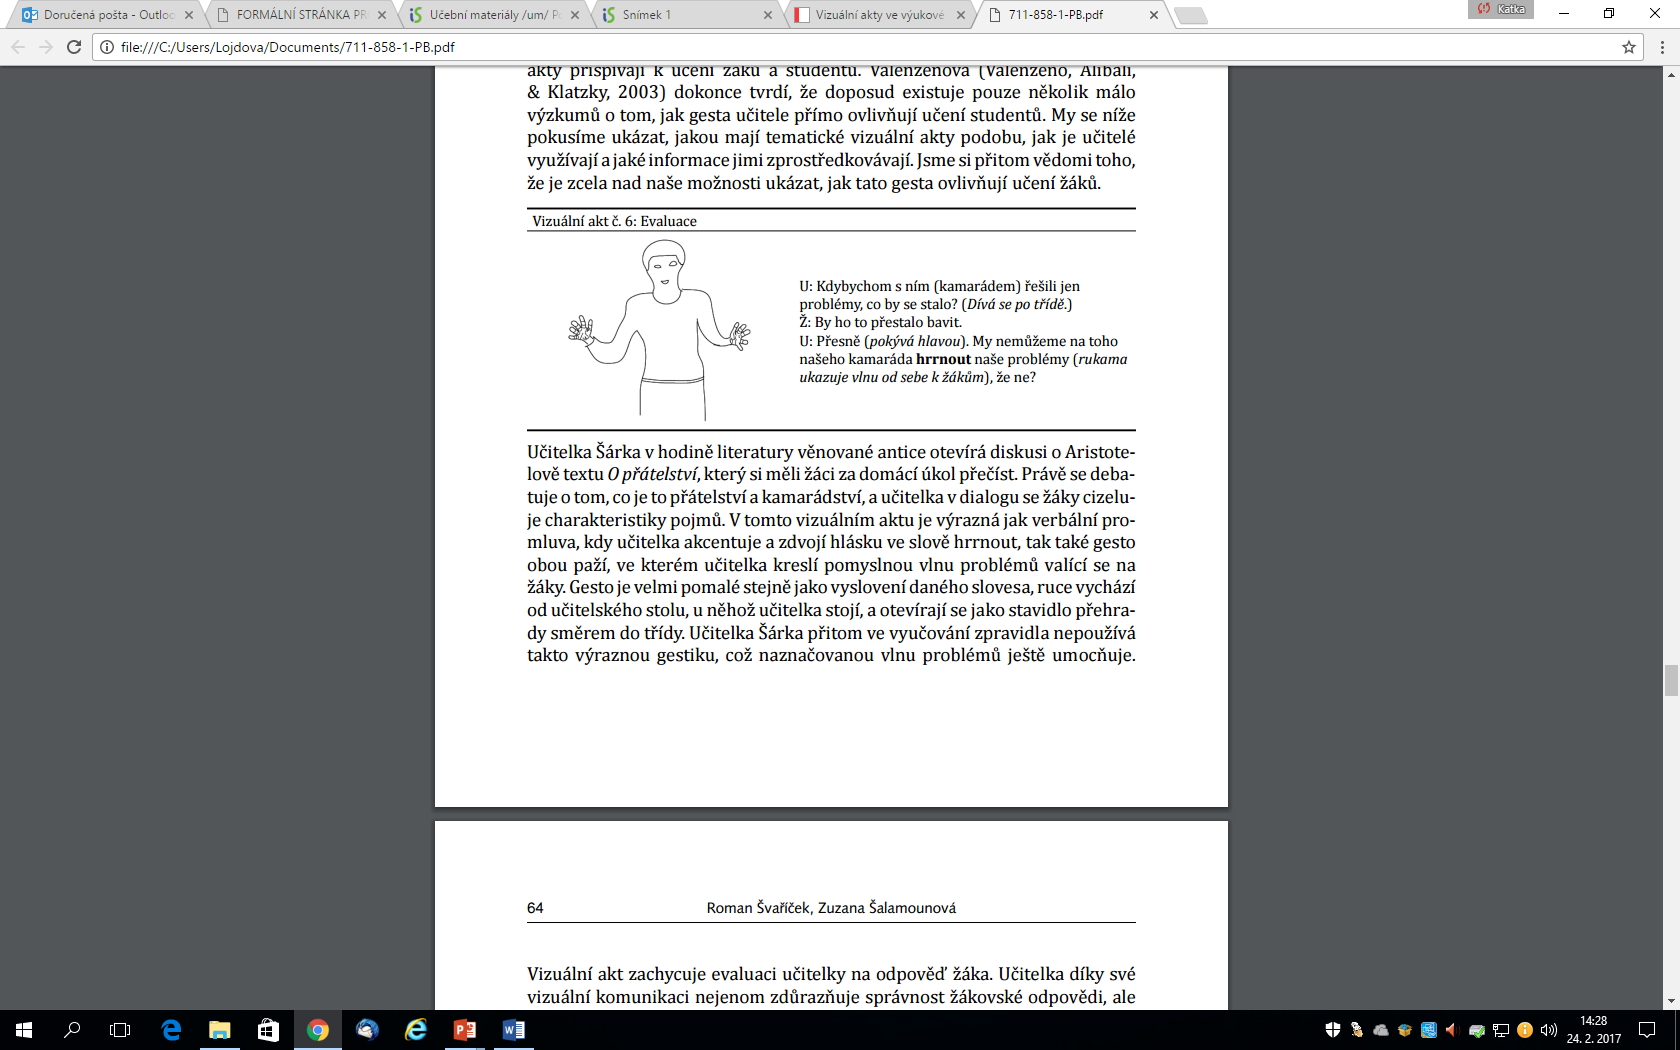 Doručená pošta - Outloo
FORMÁLNÍ STRÁNKA PR
Učební materiály /um/ Po
Snímek 1
Vizuální akty ve výukové
711-858-1-PB.pdf
Katka
file:///C:/Users/Lojdova/Documents/711-858-1-PB.pdf
akty přispívají k učení žáků a studentů. Valenzenová (Valenzeno, Alibali,
& Klatzky, 2003) dokonce tvrdí, že doposud existuje pouze několik málo
výzkumů o tom, jak gesta učitele přímo ovlivňují učení studentů. My se níže
pokusíme ukázat, jakou mají tematické vizuální akty podobu, jak je učitelé
využívají a jaké informace jimi zprostředkovávají. Jsme si přitom vědomi toho,
že je zcela nad naše možnosti ukázat, jak tato gesta ovlivňují učení žáků.
Vizuální akt č. 6: Evaluace
U: Kdybychom s ním (kamarádem) řešili jen
problémy, co by se stalo? (Dívá se po třídě.)
Ž: By ho to přestalo bavit.
U: Přesně (pokývá hlavou). My nemůžeme na toho
našeho kamaráda hrrnout naše problémy (rukama
ukazuje vlnu od sebe k žákům), že ne?
Učitelka Šárka v hodině literatury věnované antice otevírá diskusi o Aristote-
lově textu O přátelství, který si měli žáci za domácí úkol přečíst. Právě se deba-
tuje o tom, co je to přátelství a kamarádství, a učitelka v dialogu se žáky cizelu-
je charakteristiky pojmů. V tomto vizuálním aktu je výrazná jak verbální pro-
mluva, kdy učitelka akcentuje a zdvojí hlásku ve slově hrrnout, tak také gesto
obou paží, ve kterém učitelka kreslí pomyslnou vlnu problémů valící se na
žáky. Gesto je velmi pomalé stejně jako vyslovení daného slovesa, ruce vychází
od učitelského stolu, u něhož učitelka stojí, a otevírají se jako stavidlo přehra-
dy směrem do třídy. Učitelka Šárka přitom ve vyučování zpravidla nepoužívá
takto výraznou gestiku, což naznačovanou vlnu problémů ještě umocňuje.
64
Roman Švaříček, Zuzana Šalamounová
Vizuální akt zachycuje evaluaci učitelky na odpověď žáka. Učitelka díky své
vizuální komunikaci nejenom zdůrazňuje správnost žákovské odpovědi, ale
14:28
24. 2. 2017